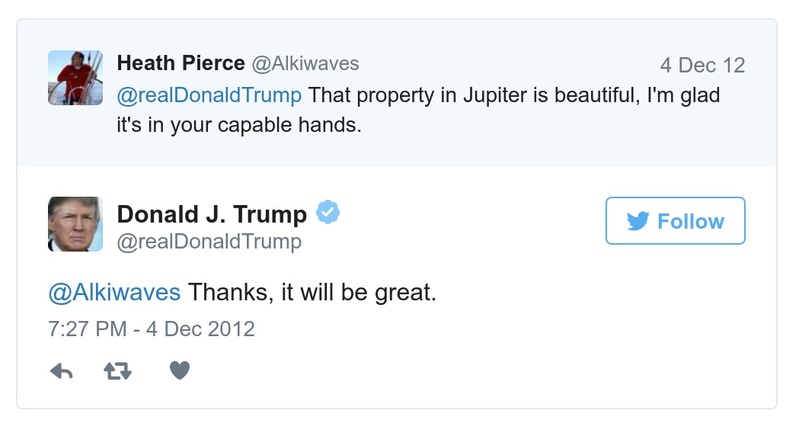 Heath Pierce @Alkiwaves 4 Dec 12
@realDonaldTrump That property in Jupiter is beautiful, I'm glad
it's in your capable hands.
Donald J. Trump
@realDonaldTrump
Follow
@Alkiwaves Thanks, it will be great.
7:27 PM - 4 Dec 2012